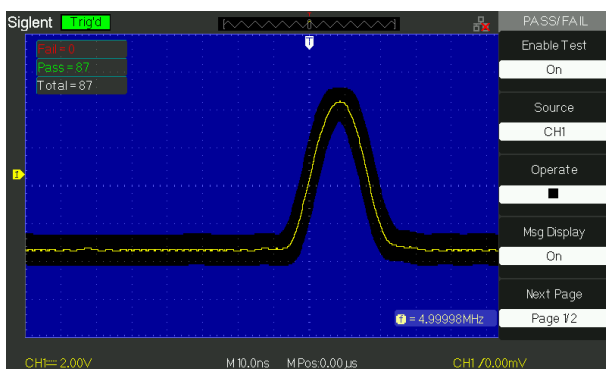 Siglent Trig'd PASS/FAIL
Fail=0
Pass=87
Total=87
T
Enable Test
On
Source
CH1
Operate
Msg Display
On
Next Page
Page 1/2
1
f = 4.99998MHz
CH1 2.00V M 10.0ns M Pos:0.00µs CH1 / 0.00mV